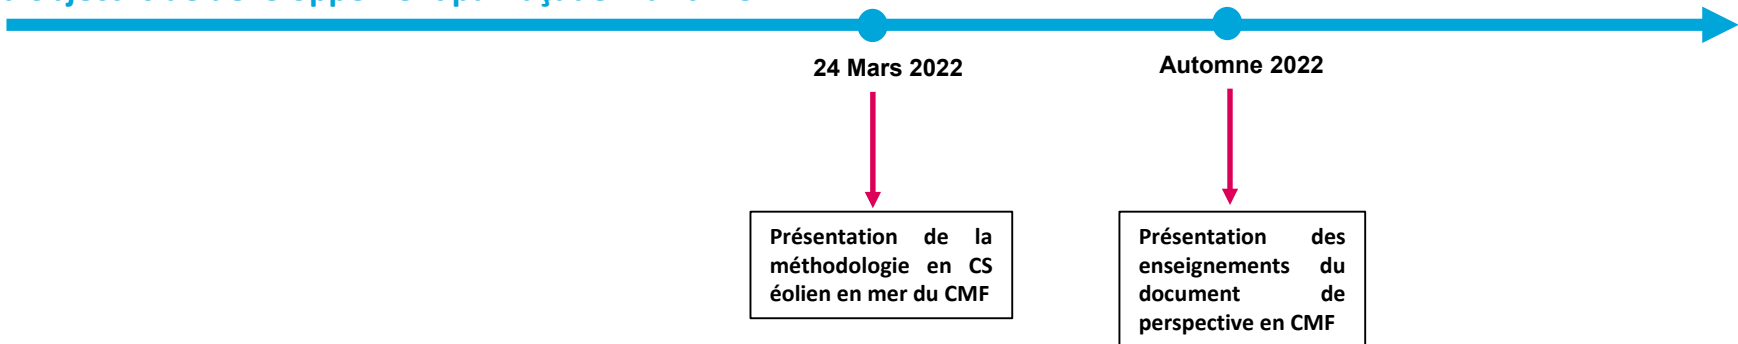 24 Mars 2022
Automne 2022
Présentation de la
méthodologie en CS
éolien en mer du CMF
Présentation des
enseignements du
document de
perspective en CMF